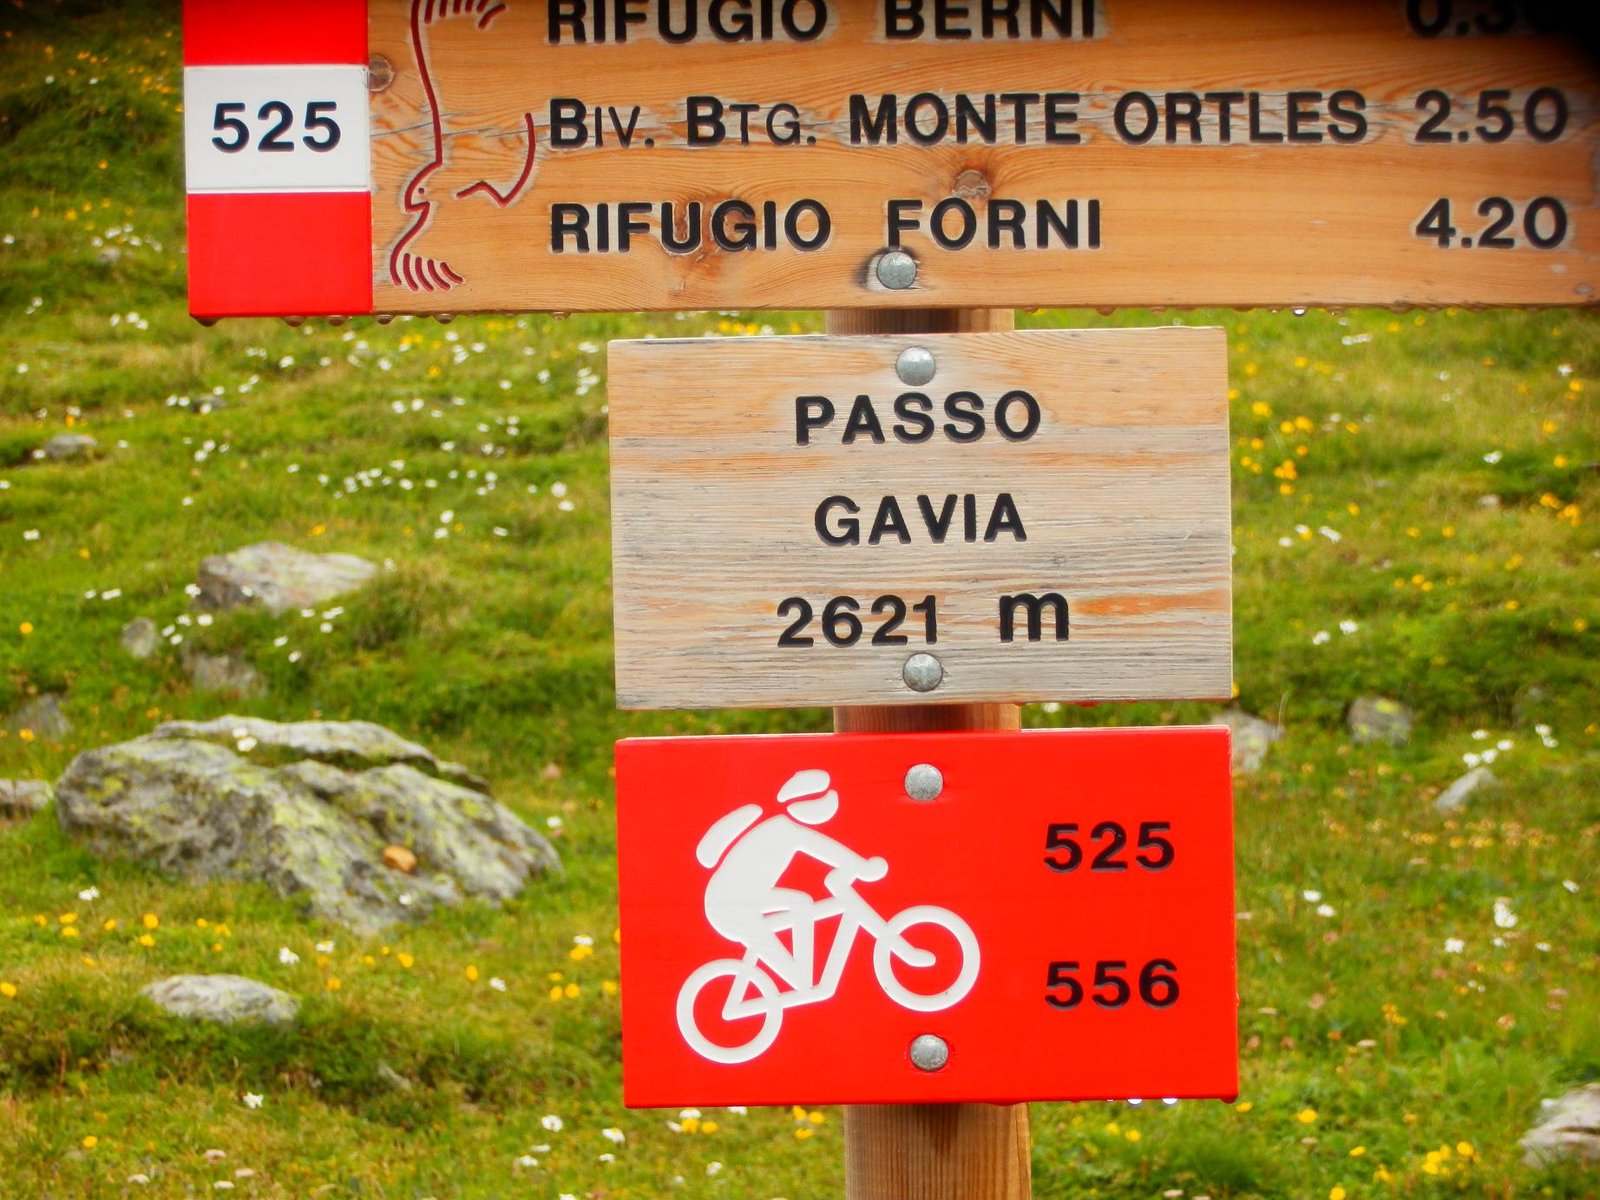 RIFUGIO BERNI
525
BIV. BTG. MONTE ORTLES 2.50
RIFUGIO FORNI 4.20
PASSO
GAVIA
2621 m
525
556